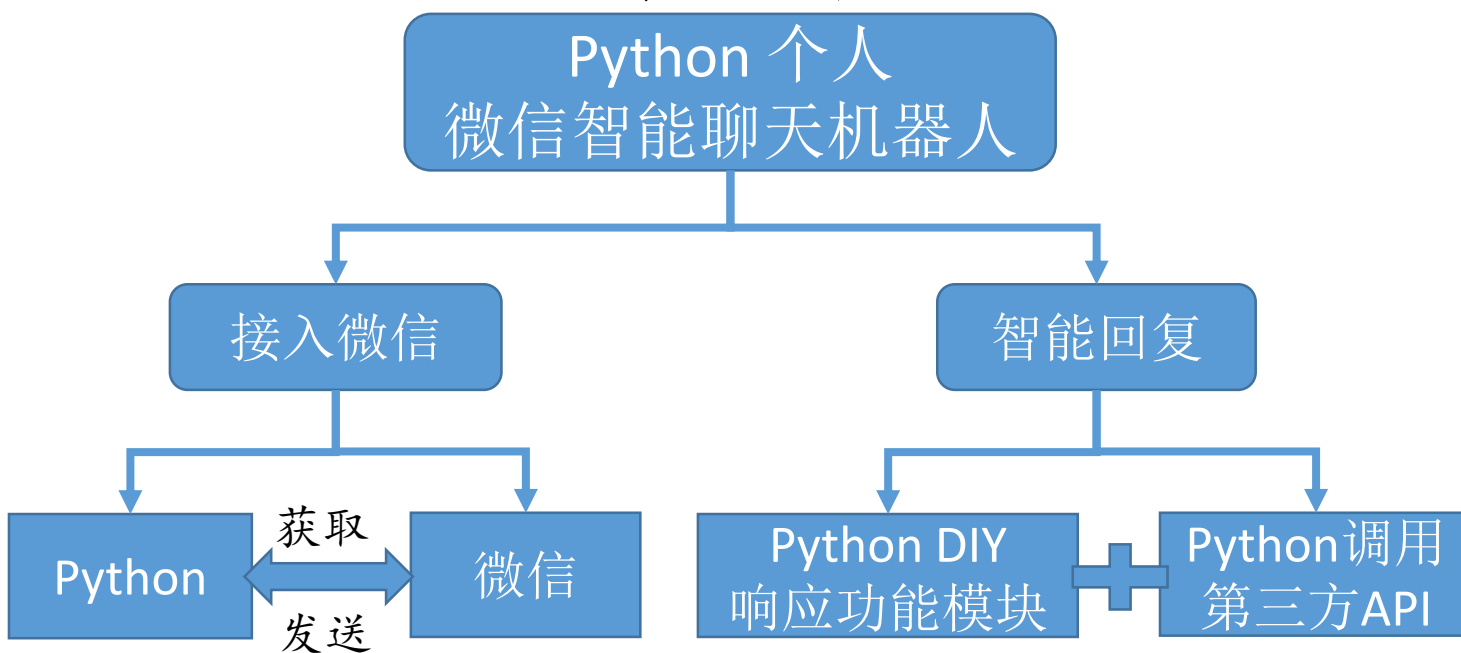 Python 个人
微信智能聊天机器人
接入微信
智能回复
Python
获取
发送
微信
Python DIY
响应功能模块
Python调用
第三方API